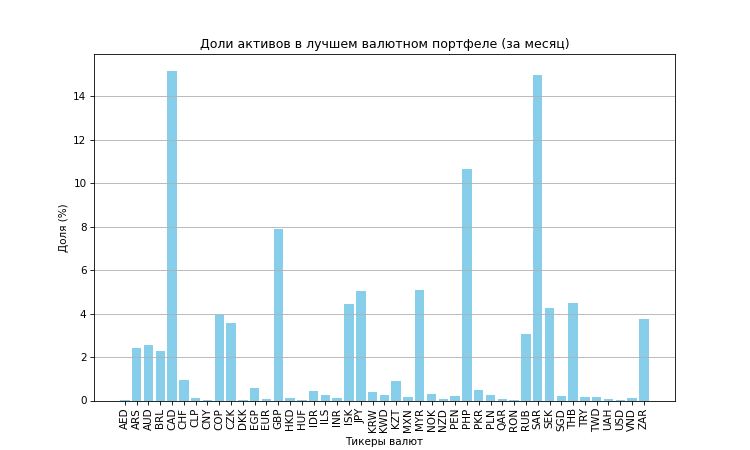 Доли активов в лучшем валютном портфеле (за месяц)
Доля (%)
14
12
10
8
6
4
2
0
AED ARS AUD BRL CAD CHF CLP CNY COP CZK DKK EGP EUR GBP HKD HUF IDR ILS INR ISK JPY KRW KWD KZT MXN MYR NOK NZD PEN PHP PKR PLN QAR RON RUB SAR SEK SGD THB TRY TWD UAH USD VND ZAR
Тикеры валют